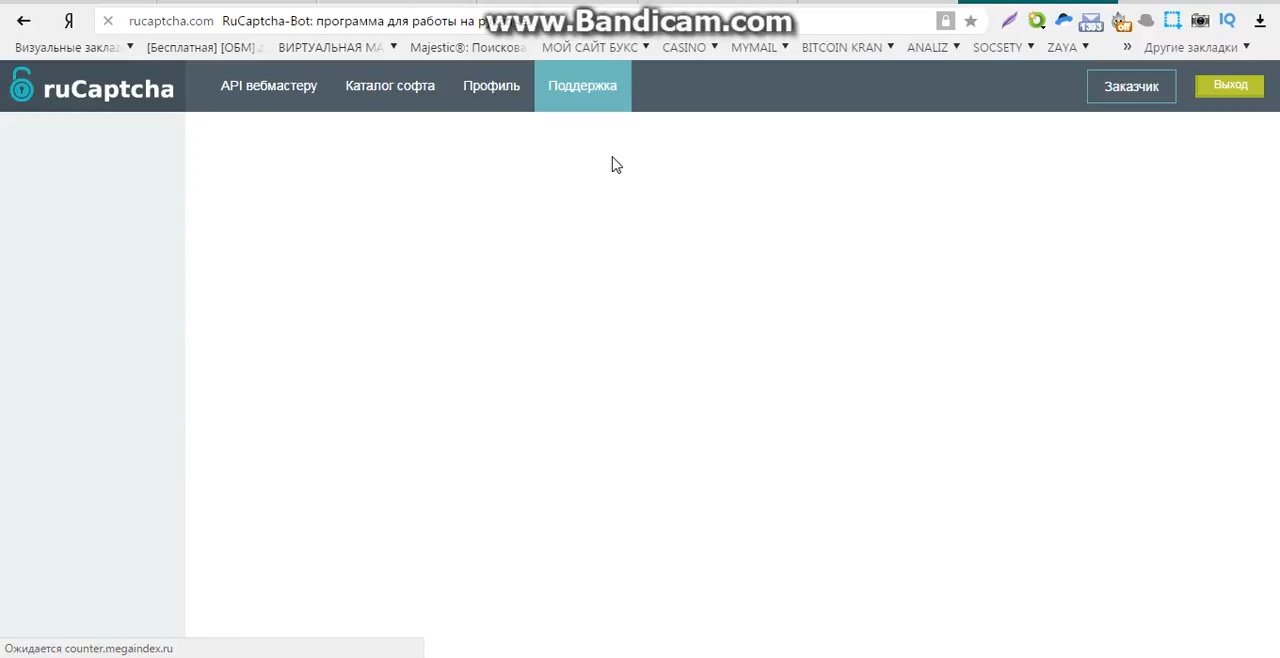 Я rucaptcha.com RuCaptcha-Bot: программа для работы на
www.Bandicam.com
Визуальные заклад [Бесплатная] [ОБМ] ВИРТУАЛЬНАЯ МА Majestic®: Поискова МОЙ САЙТ БУКС CASINO MYMAIL BITCOIN KRAN ANALIZ SOCSETY ZAYA » Другие закладки
ruCaptcha API вебмастеру Каталог софта Профиль Поддержка Заказчик Выход
Ожидается counter.megaindex.ru